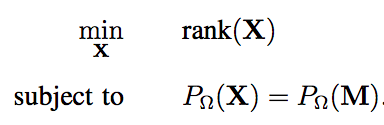 min rank(X)
X
subject to P_Ω(X) = P_Ω(M).